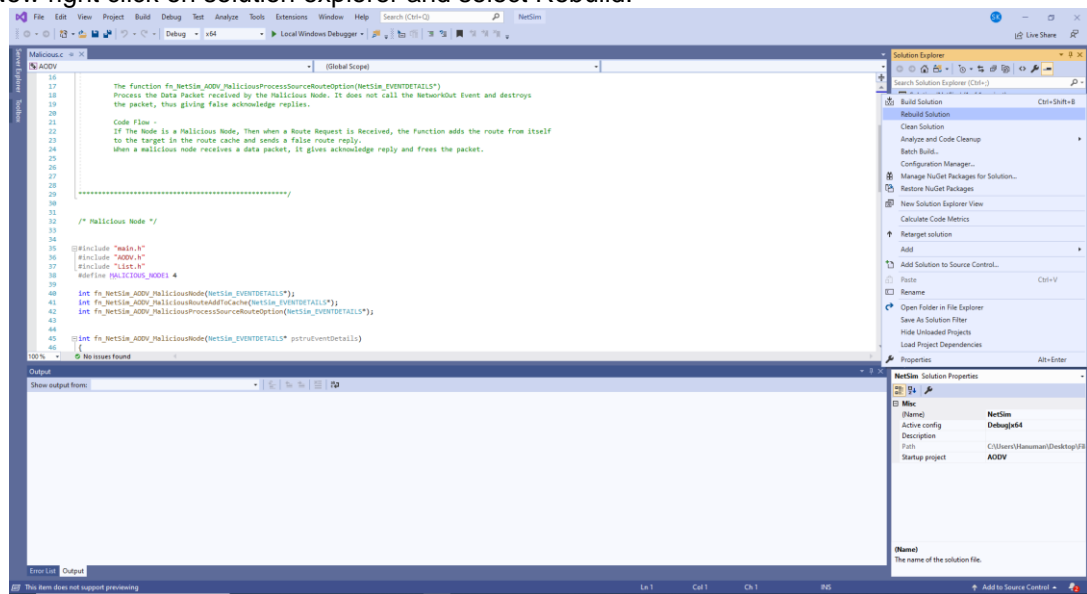 Now right click on solution explorer and select Rebuild.
File Edit View Project Build Debug Test Analyze Tools Extensions Window Help Search (Ctrl+Q) NetSim SK
Debug x64 Local Windows Debugger Live Share
Server Explorer Toolbox
Malicious.c
AODV (Global Scope)
16
17 The function fn_NetSim_AODV_MaliciousProcessSourceRouteOption(NetSim_EVENTDETAILS*)
18 Process the Data Packet received by the Malicious Node. It does not call the NetworkOut Event and destroys
19 the packet, thus giving false acknowledge replies.
20
21 Code Flow -
22 If The Node is a Malicious Node, Then when a Route Request is Received, the Function adds the route from itself
23 to the target in the route cache and sends a false route reply.
24 When a malicious node receives a data packet, it gives acknowledge reply and frees the packet.
25
26
27
28
29 *******************************************************/
30
31
32 /* Malicious Node */
33
34
35 #include "main.h"
36 #include "AODV.h"
37 #include "List.h"
38 #define MALICIOUS_NODE1 4
39
40 int fn_NetSim_AODV_MaliciousNode(NetSim_EVENTDETAILS*);
41 int fn_NetSim_AODV_MaliciousRouteAddToCache(NetSim_EVENTDETAILS*);
42 int fn_NetSim_AODV_MaliciousProcessSourceRouteOption(NetSim_EVENTDETAILS*);
43
44
45 int fn_NetSim_AODV_MaliciousNode(NetSim_EVENTDETAILS* pstruEventDetails)
46 {
100 % No issues found
Output
Show output from:
Error List Output
Solution Explorer
Search Solution Explorer (Ctrl+;)
Build Solution Ctrl+Shift+B
Rebuild Solution
Clean Solution
Analyze and Code Cleanup
Batch Build...
Configuration Manager...
Manage NuGet Packages for Solution...
Restore NuGet Packages
New Solution Explorer View
Calculate Code Metrics
Retarget solution
Add
Add Solution to Source Control...
Paste Ctrl+V
Rename
Open Folder in File Explorer
Save As Solution Filter
Hide Unloaded Projects
Load Project Dependencies
Properties Alt+Enter
NetSim Solution Properties
Misc
(Name) NetSim
Active config Debug|x64
Description
Path C:\Users\Hanuman\Desktop\Fil
Startup project AODV
(Name)
The name of the solution file.
This item does not support previewing Ln 1 Col 1 Ch 1 INS Add to Source Control 2